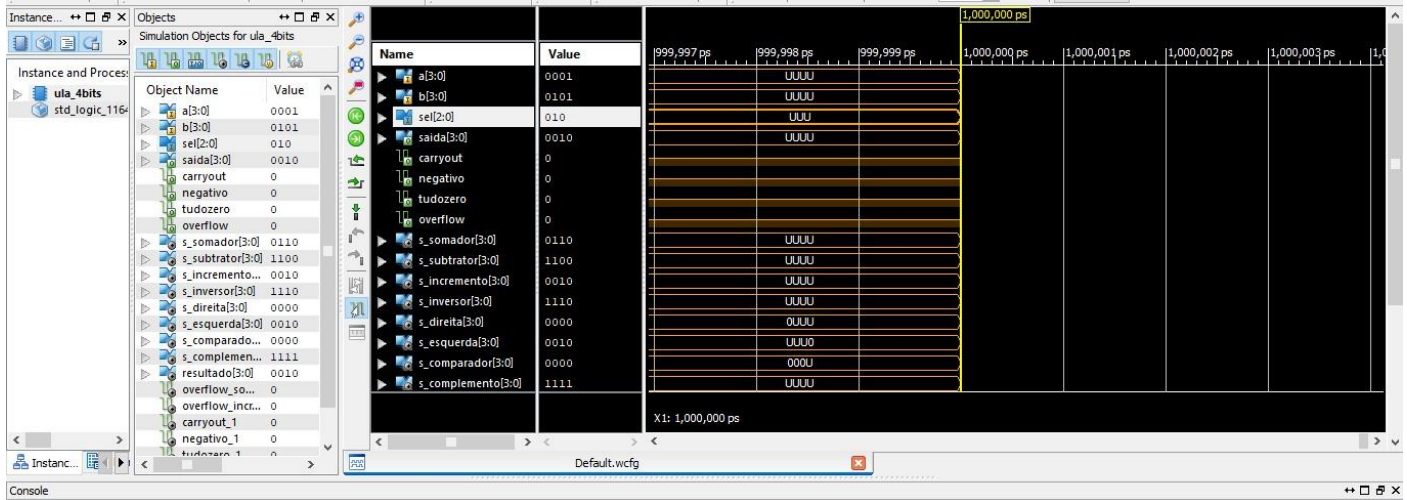 Instance...
Instance and Process
ula_4bits
std_logic_1164
Instanc...
Objects
Simulation Objects for ula_4bits
Object Name Value
a[3:0] 0001
b[3:0] 0101
sel[2:0] 010
saida[3:0] 0010
carryout 0
negativo 0
tudozero 0
overflow 0
s_somador[3:0] 0110
s_subtrator[3:0] 1100
s_incremento... 0010
s_inversor[3:0] 1110
s_direita[3:0] 0000
s_esquerda[3:0] 0010
s_comparado... 0000
s_complemen... 1111
resultado[3:0] 0010
overflow_so... 0
overflow_incr... 0
carryout_1 0
negativo_1 0
tudozero_1 0
1,000,000 ps
Name Value 999,997 ps 999,998 ps 999,999 ps 1,000,000 ps 1,000,001 ps 1,000,002 ps 1,000,003 ps
a[3:0] 0001 UUUU
b[3:0] 0101 UUUU
sel[2:0] 010 UUU
saida[3:0] 0010 UUUU
carryout 0
negativo 0
tudozero 0
overflow 0
s_somador[3:0] 0110 UUUU
s_subtrator[3:0] 1100 UUUU
s_incremento[3:0] 0010 UUUU
s_inversor[3:0] 1110 UUUU
s_direita[3:0] 0000 0UUU
s_esquerda[3:0] 0010 UUU0
s_comparador[3:0] 0000 000U
s_complemento[3:0] 1111 UUUU
X1: 1,000,000 ps
Default.wcfg
Console